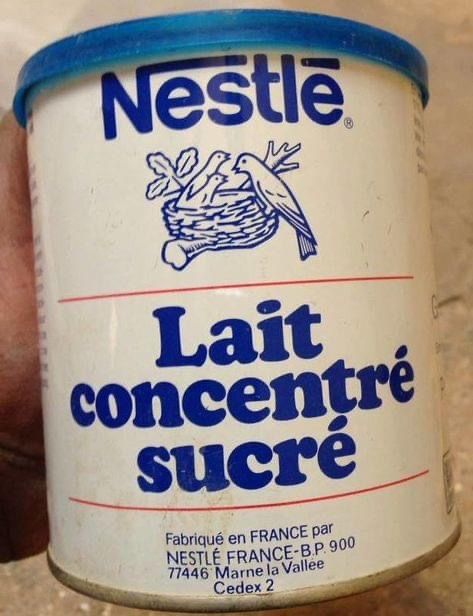 Nestlé®
Lait
concentré
sucré
Fabriqué en FRANCE par
NESTLÉ FRANCE-B.P. 900
77446 Marne la Vallée
Cedex 2